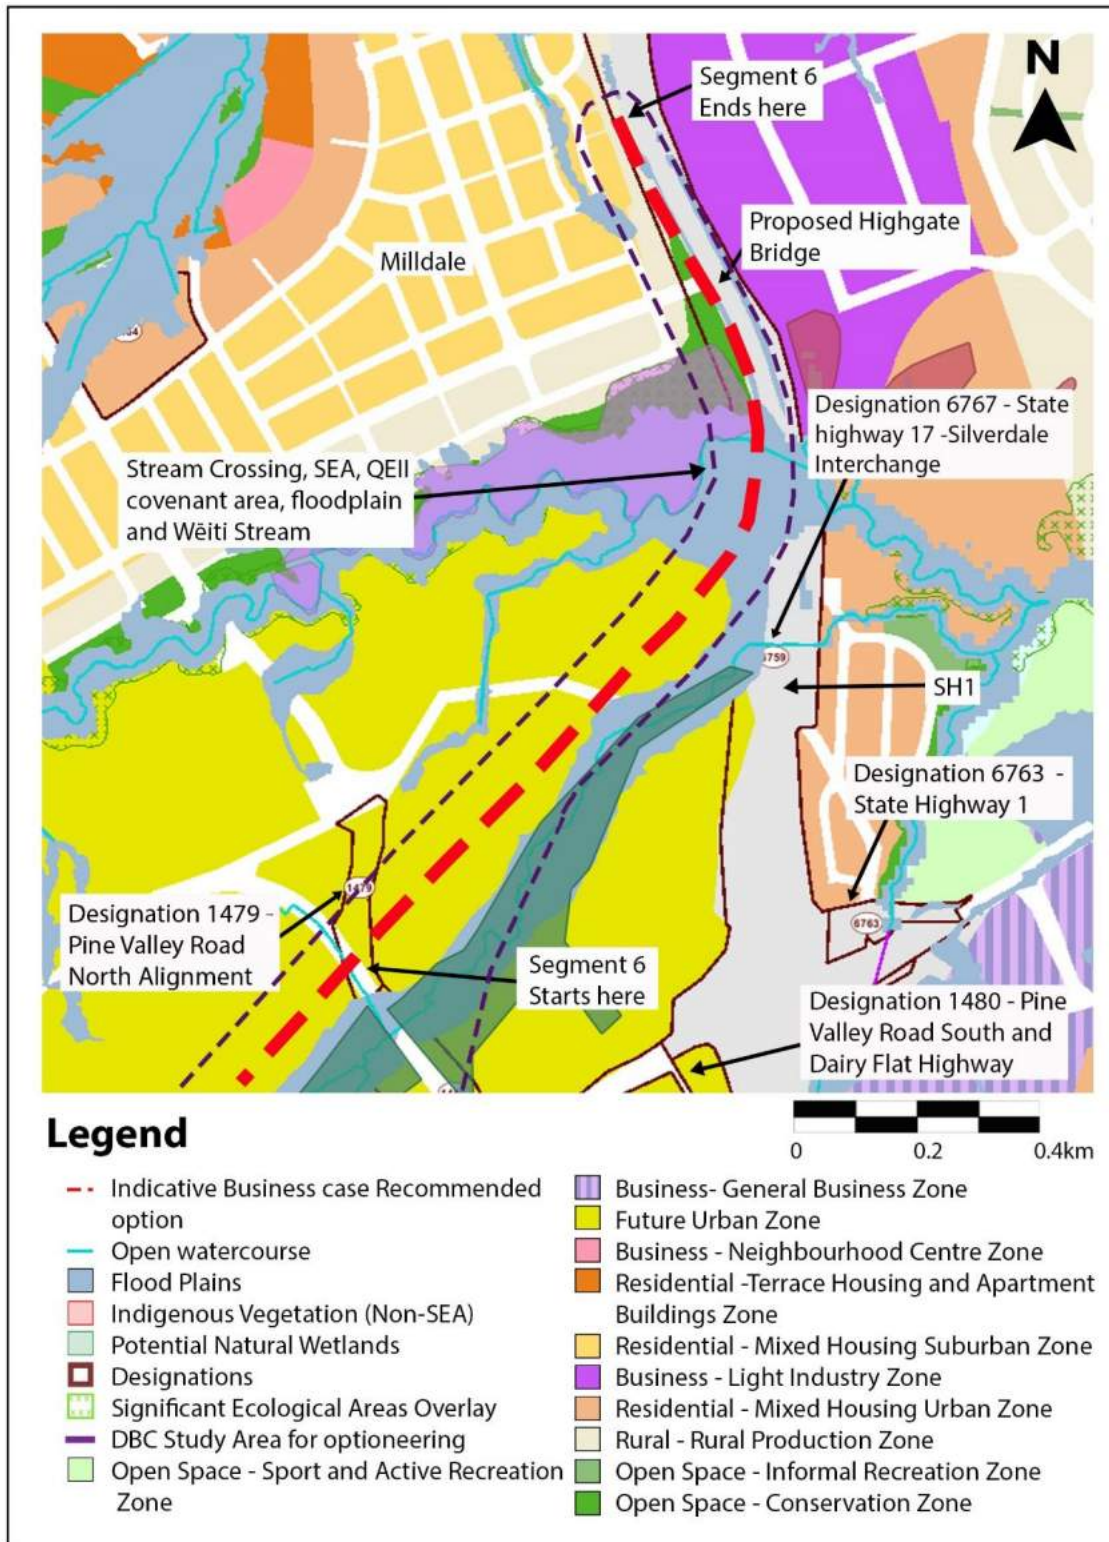 N
Segment 6
Ends here
Proposed Highgate
Bridge
Milldale
Designation 6767 - State
highway 17 -Silverdale
Interchange
Stream Crossing, SEA, QEII
covenant area, floodplain
and Wēiti Stream
SH1
Designation 6763 -
State Highway 1
1479
6763
Designation 1479 -
Pine Valley Road
North Alignment
Segment 6
Starts here
Designation 1480 - Pine
Valley Road South and
Dairy Flat Highway
0 0.2 0.4km
Legend
Indicative Business case Recommended
option
Open watercourse
Flood Plains
Indigenous Vegetation (Non-SEA)
Potential Natural Wetlands
Designations
Significant Ecological Areas Overlay
DBC Study Area for optioneering
Open Space - Sport and Active Recreation
Zone
Business- General Business Zone
Future Urban Zone
Business - Neighbourhood Centre Zone
Residential -Terrace Housing and Apartment
Buildings Zone
Residential - Mixed Housing Suburban Zone
Business - Light Industry Zone
Residential - Mixed Housing Urban Zone
Rural - Rural Production Zone
Open Space - Informal Recreation Zone
Open Space - Conservation Zone